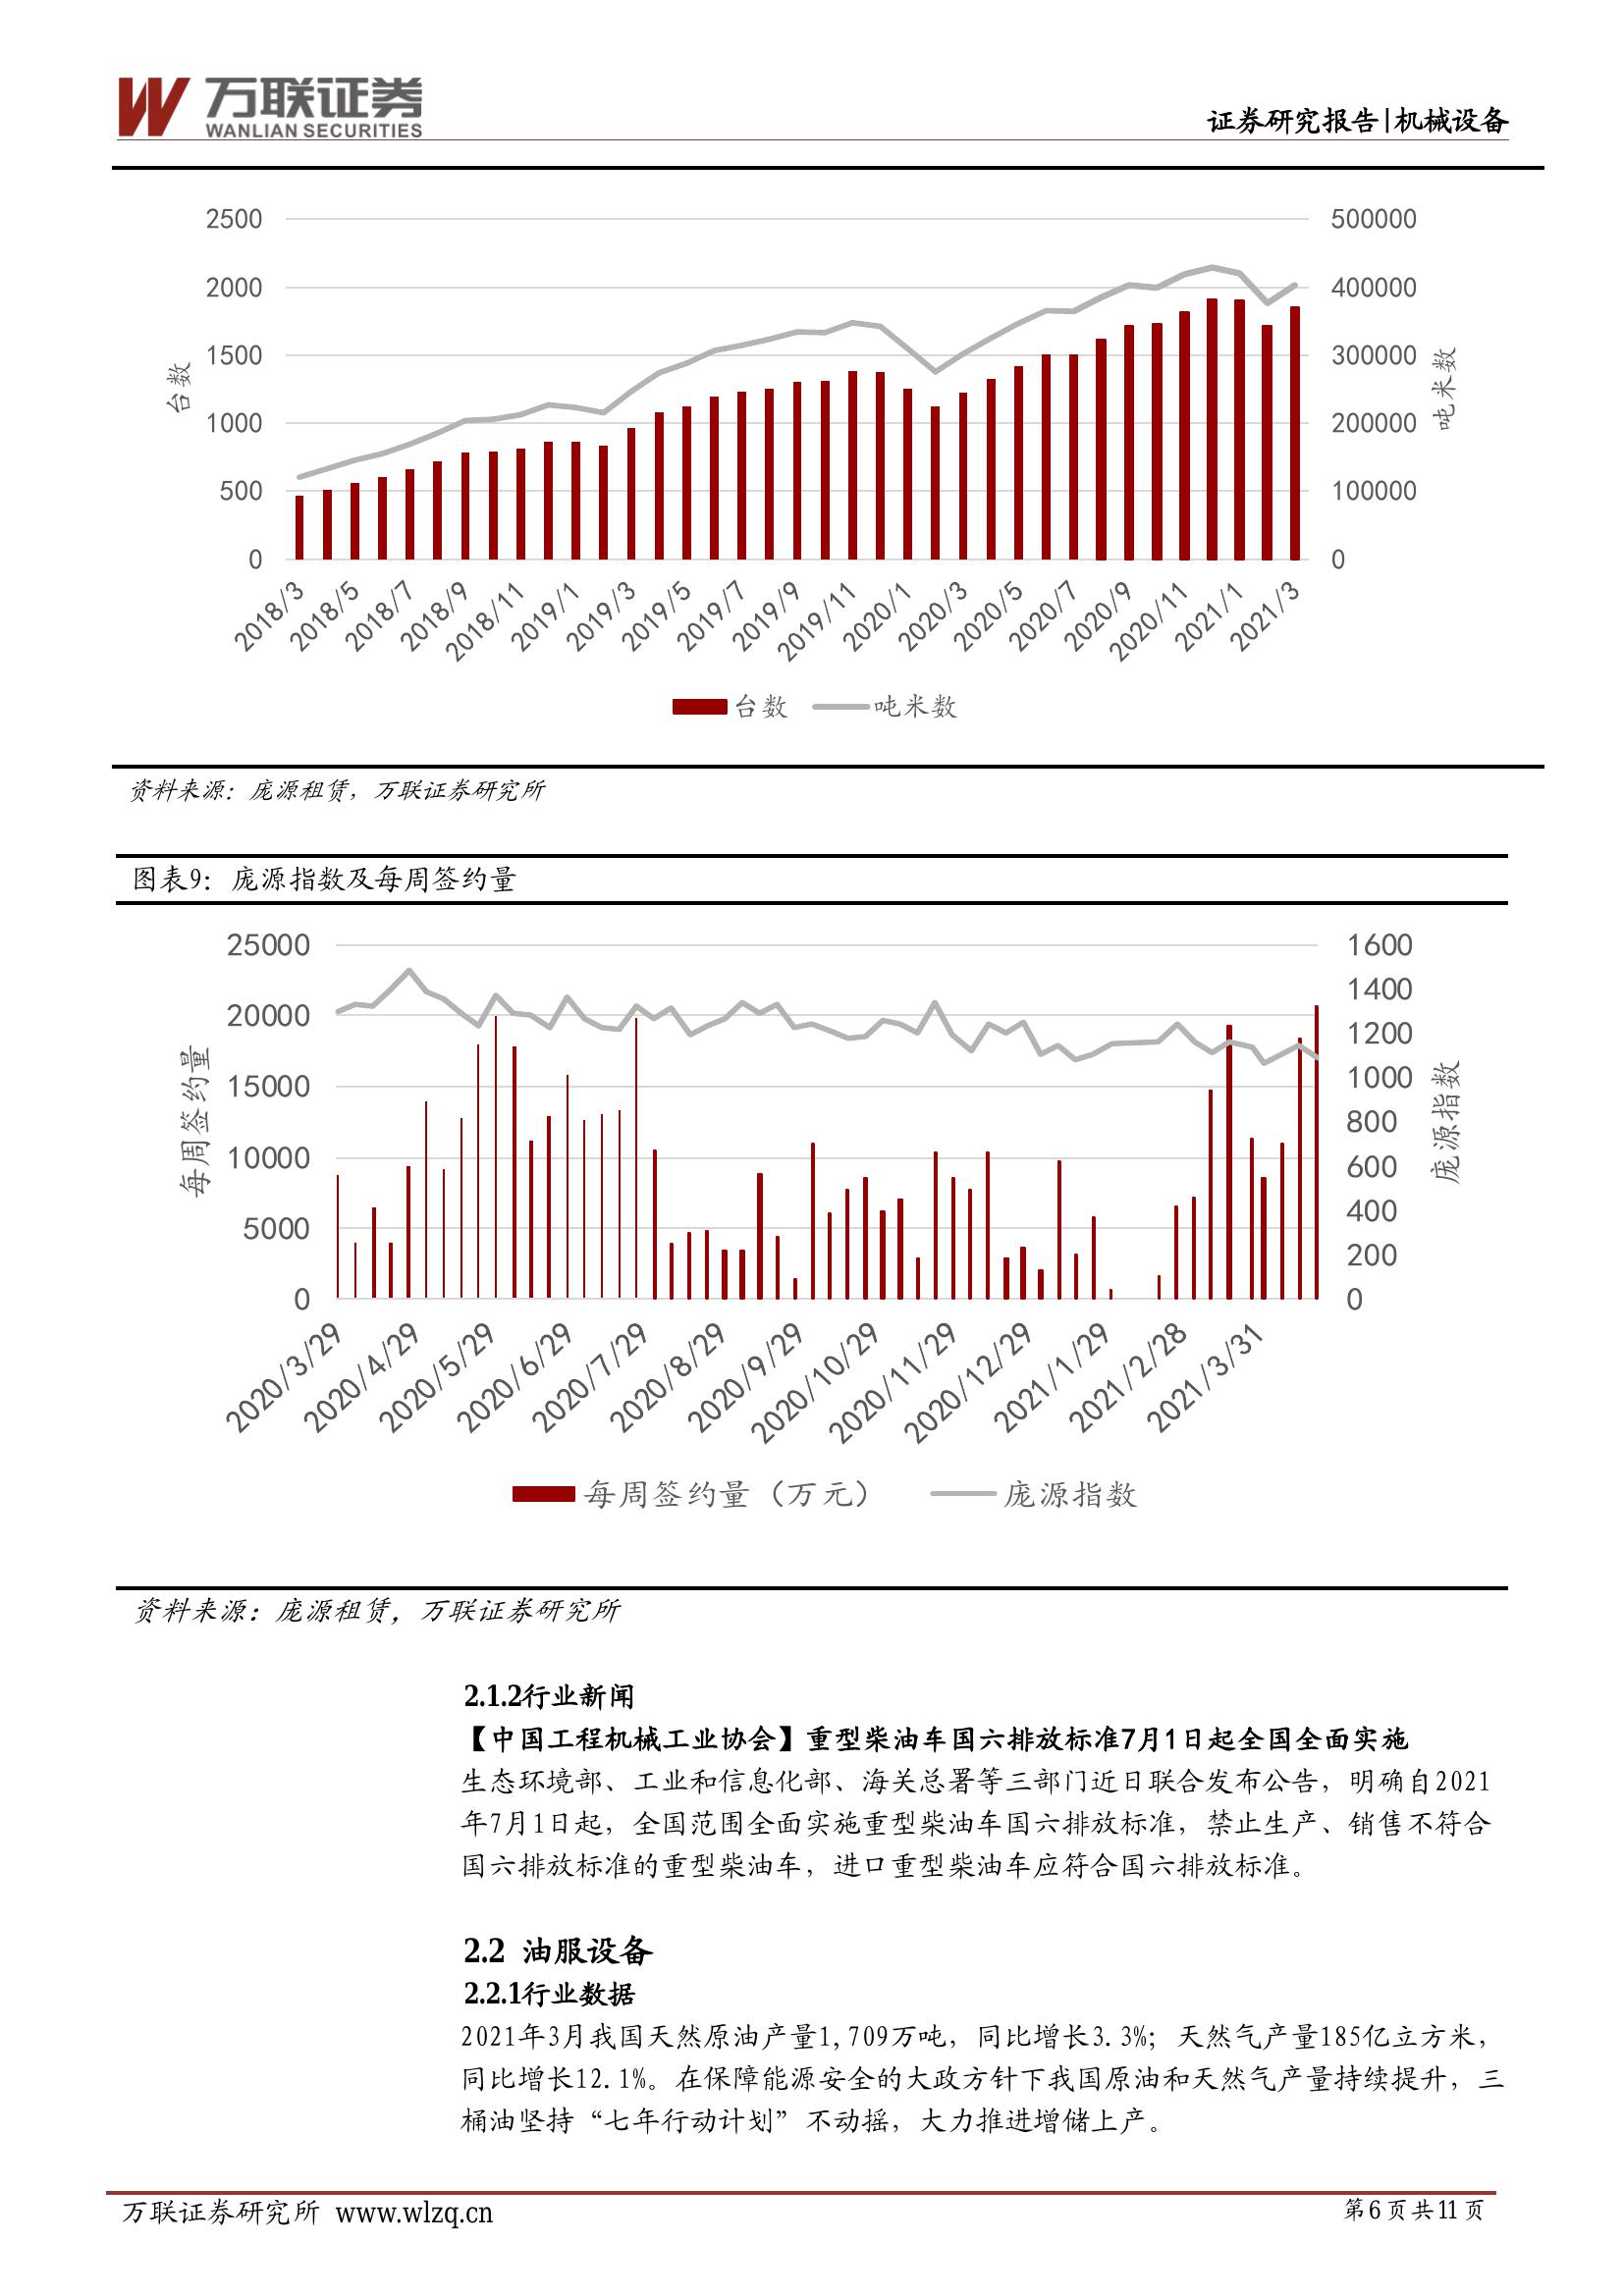 万联证券
WANLIAN SECURITIES
证券研究报告|机械设备
2500
2000
1500
1000
500
0
台数
500000
400000
300000
200000
100000
0
吨米数
2018/3
2018/5
2018/7
2018/9
2018/11
2019/1
2019/3
2019/5
2019/7
2019/9
2019/11
2020/1
2020/3
2020/5
2020/7
2020/9
2020/11
2021/1
2021/3
台数 吨米数
资料来源：庞源租赁，万联证券研究所
图表9：庞源指数及每周签约量
25000
20000
15000
10000
5000
0
每周签约量
1600
1400
1200
1000
800
600
400
200
0
庞源指数
2020/3/29
2020/4/29
2020/5/29
2020/6/29
2020/7/29
2020/8/29
2020/9/29
2020/10/29
2020/11/29
2020/12/29
2021/1/29
2021/2/28
2021/3/31
每周签约量（万元） 庞源指数
资料来源：庞源租赁，万联证券研究所
2.1.2行业新闻
【中国工程机械工业协会】重型柴油车国六排放标准7月1日起全国全面实施
生态环境部、工业和信息化部、海关总署等三部门近日联合发布公告，明确自2021
年7月1日起，全国范围全面实施重型柴油车国六排放标准，禁止生产、销售不符合
国六排放标准的重型柴油车，进口重型柴油车应符合国六排放标准。
2.2 油服设备
2.2.1行业数据
2021年3月我国天然原油产量1,709万吨，同比增长3.3%；天然气产量185亿立方米，
同比增长12.1%。在保障能源安全的大政方针下我国原油和天然气产量持续提升，三
桶油坚持“七年行动计划”不动摇，大力推进增储上产。
万联证券研究所 www.wlzq.cn
第6页共11页